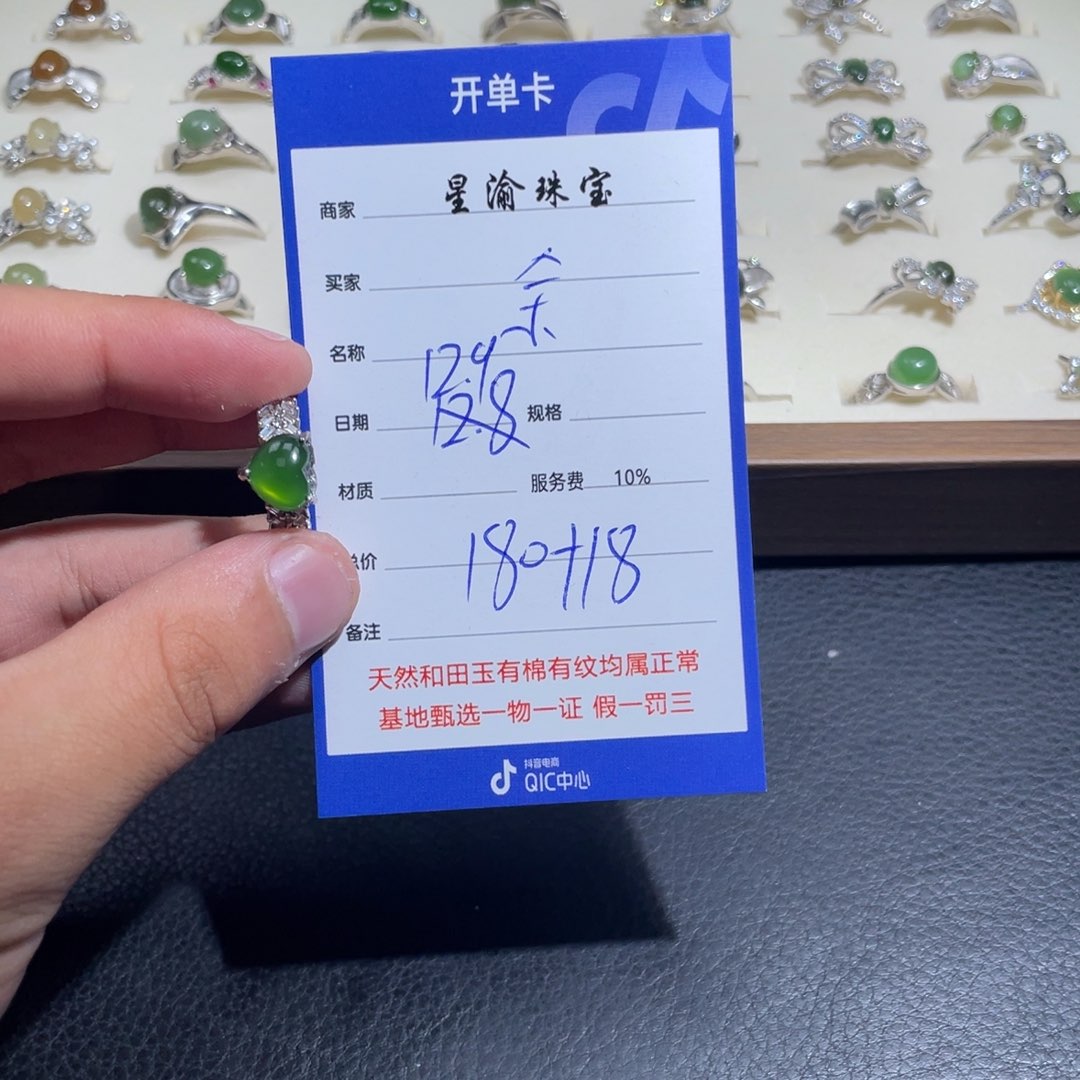 开单卡
商家 星渝珠宝
买家 余
名称
12.9
日期 12.8 规格
材质 服务费 10%
总价 180+18
备注
天然和田玉有棉有纹均属正常
基地甄选一物一证 假一罚三
抖音电商
QIC中心